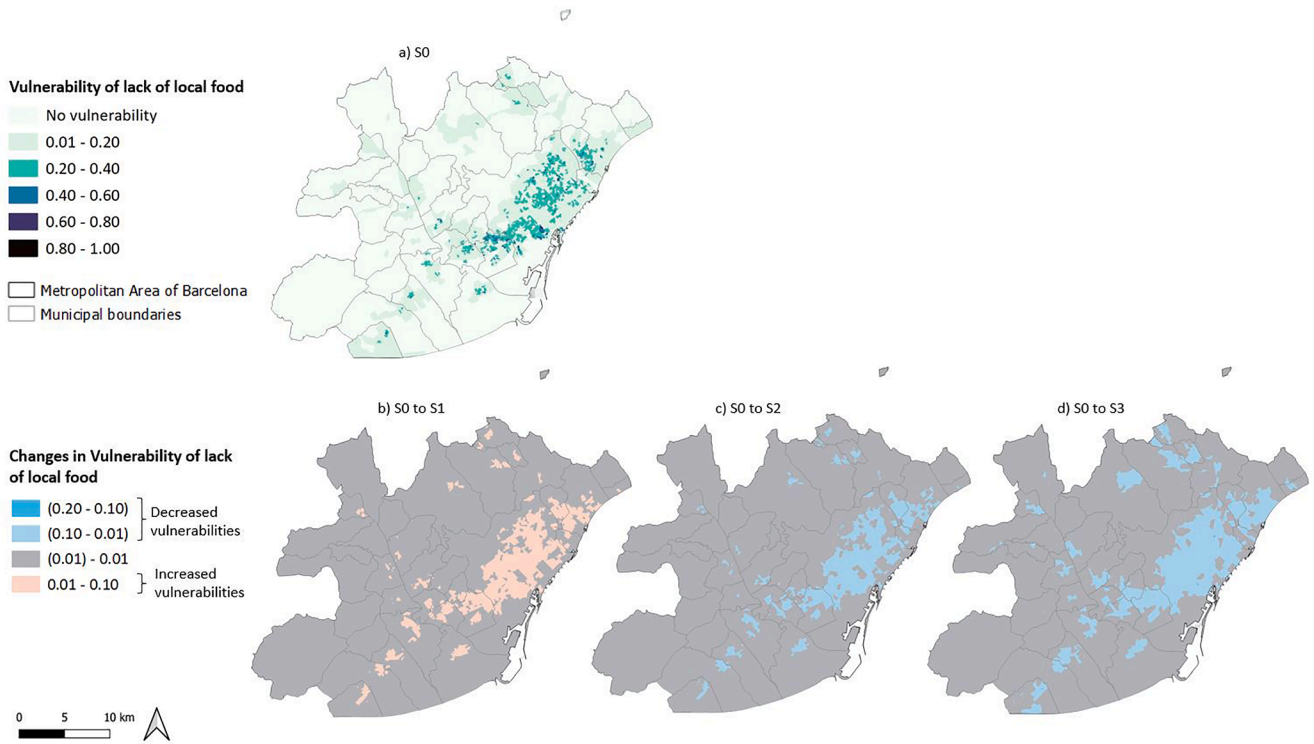 a) S0
Vulnerability of lack of local food
No vulnerability
0.01 - 0.20
0.20 - 0.40
0.40 - 0.60
0.60 - 0.80
0.80 - 1.00
Metropolitan Area of Barcelona
Municipal boundaries
b) S0 to S1
c) S0 to S2
d) S0 to S3
Changes in Vulnerability of lack
of local food
(0.20 - 0.10)
(0.10 - 0.01)
Decreased
vulnerabilities
(0.01) - 0.01
0.01 - 0.10
Increased
vulnerabilities
0 5 10 km